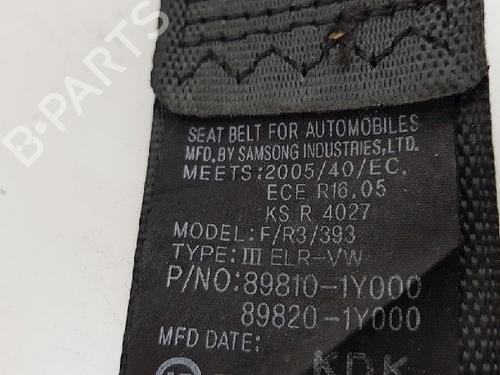 SEAT BELT FOR AUTOMOBILES
MFD. BY SAMSONG INDUSTRIES, LTD.
MEETS:2005/40/EC.
ECE R16.05
KS R 4027
MODEL: F/R3/393
TYPE: III ELR-VW
P/NO:89810-1Y000
89820-1Y000
MFD DATE:
KDK
B-PARTS